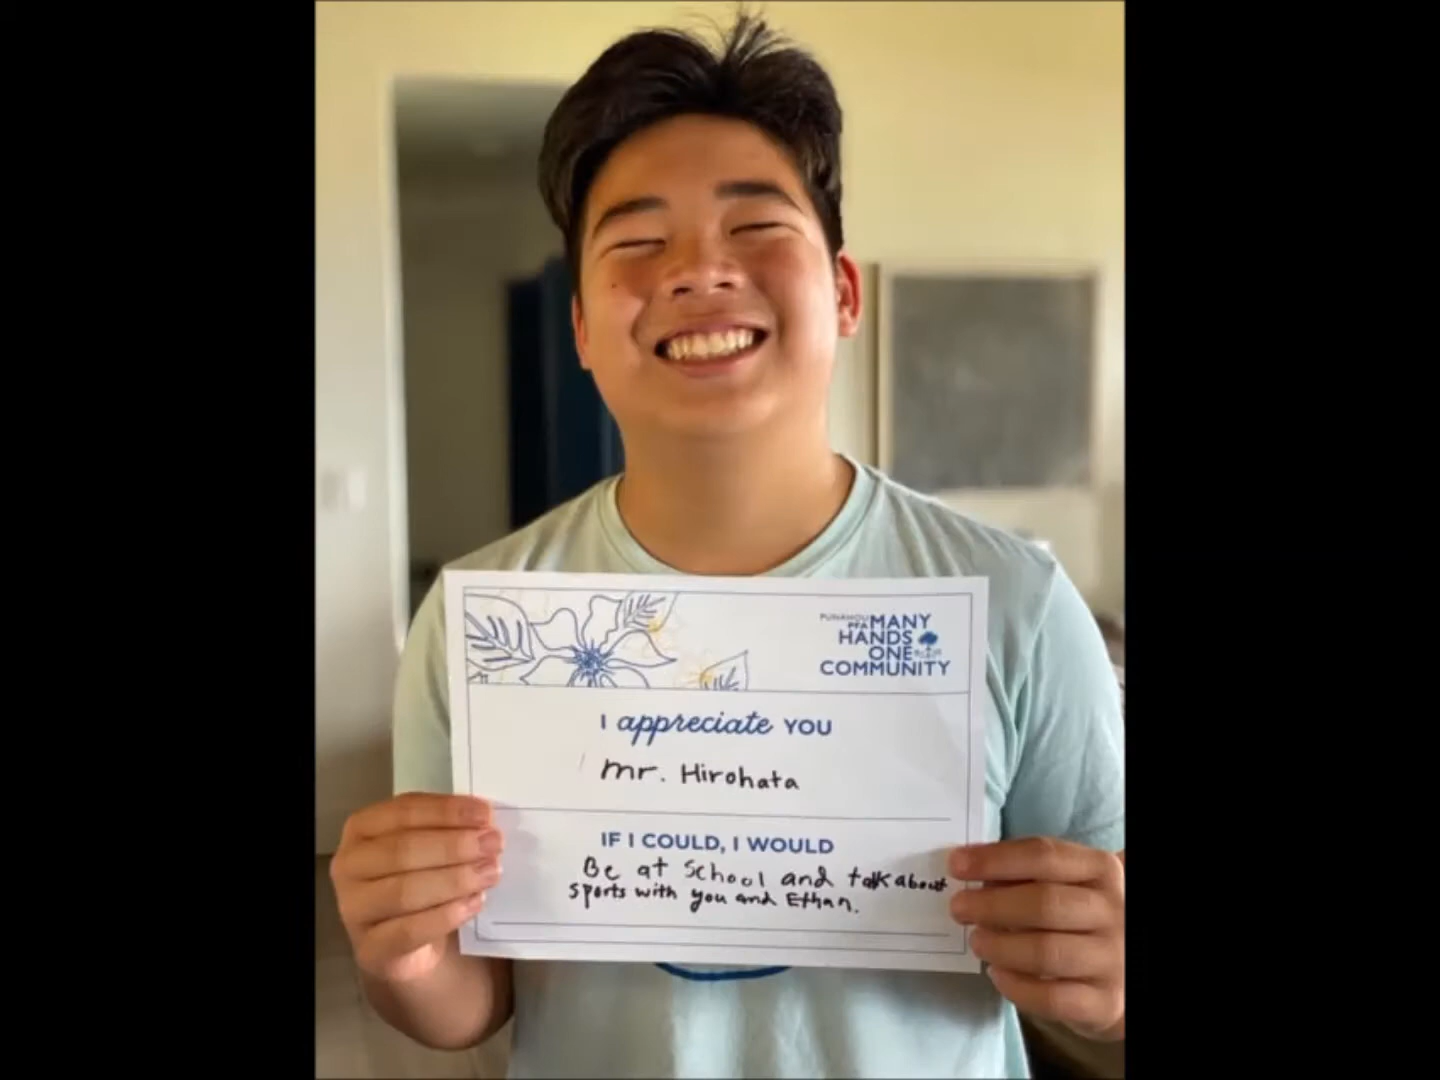 PUNAHOU
PFA MANY
HANDS
ONE
COMMUNITY
I appreciate YOU
Mr. Hirohata
IF I COULD, I WOULD
Be at School and talk about
sports with you and Ethan.